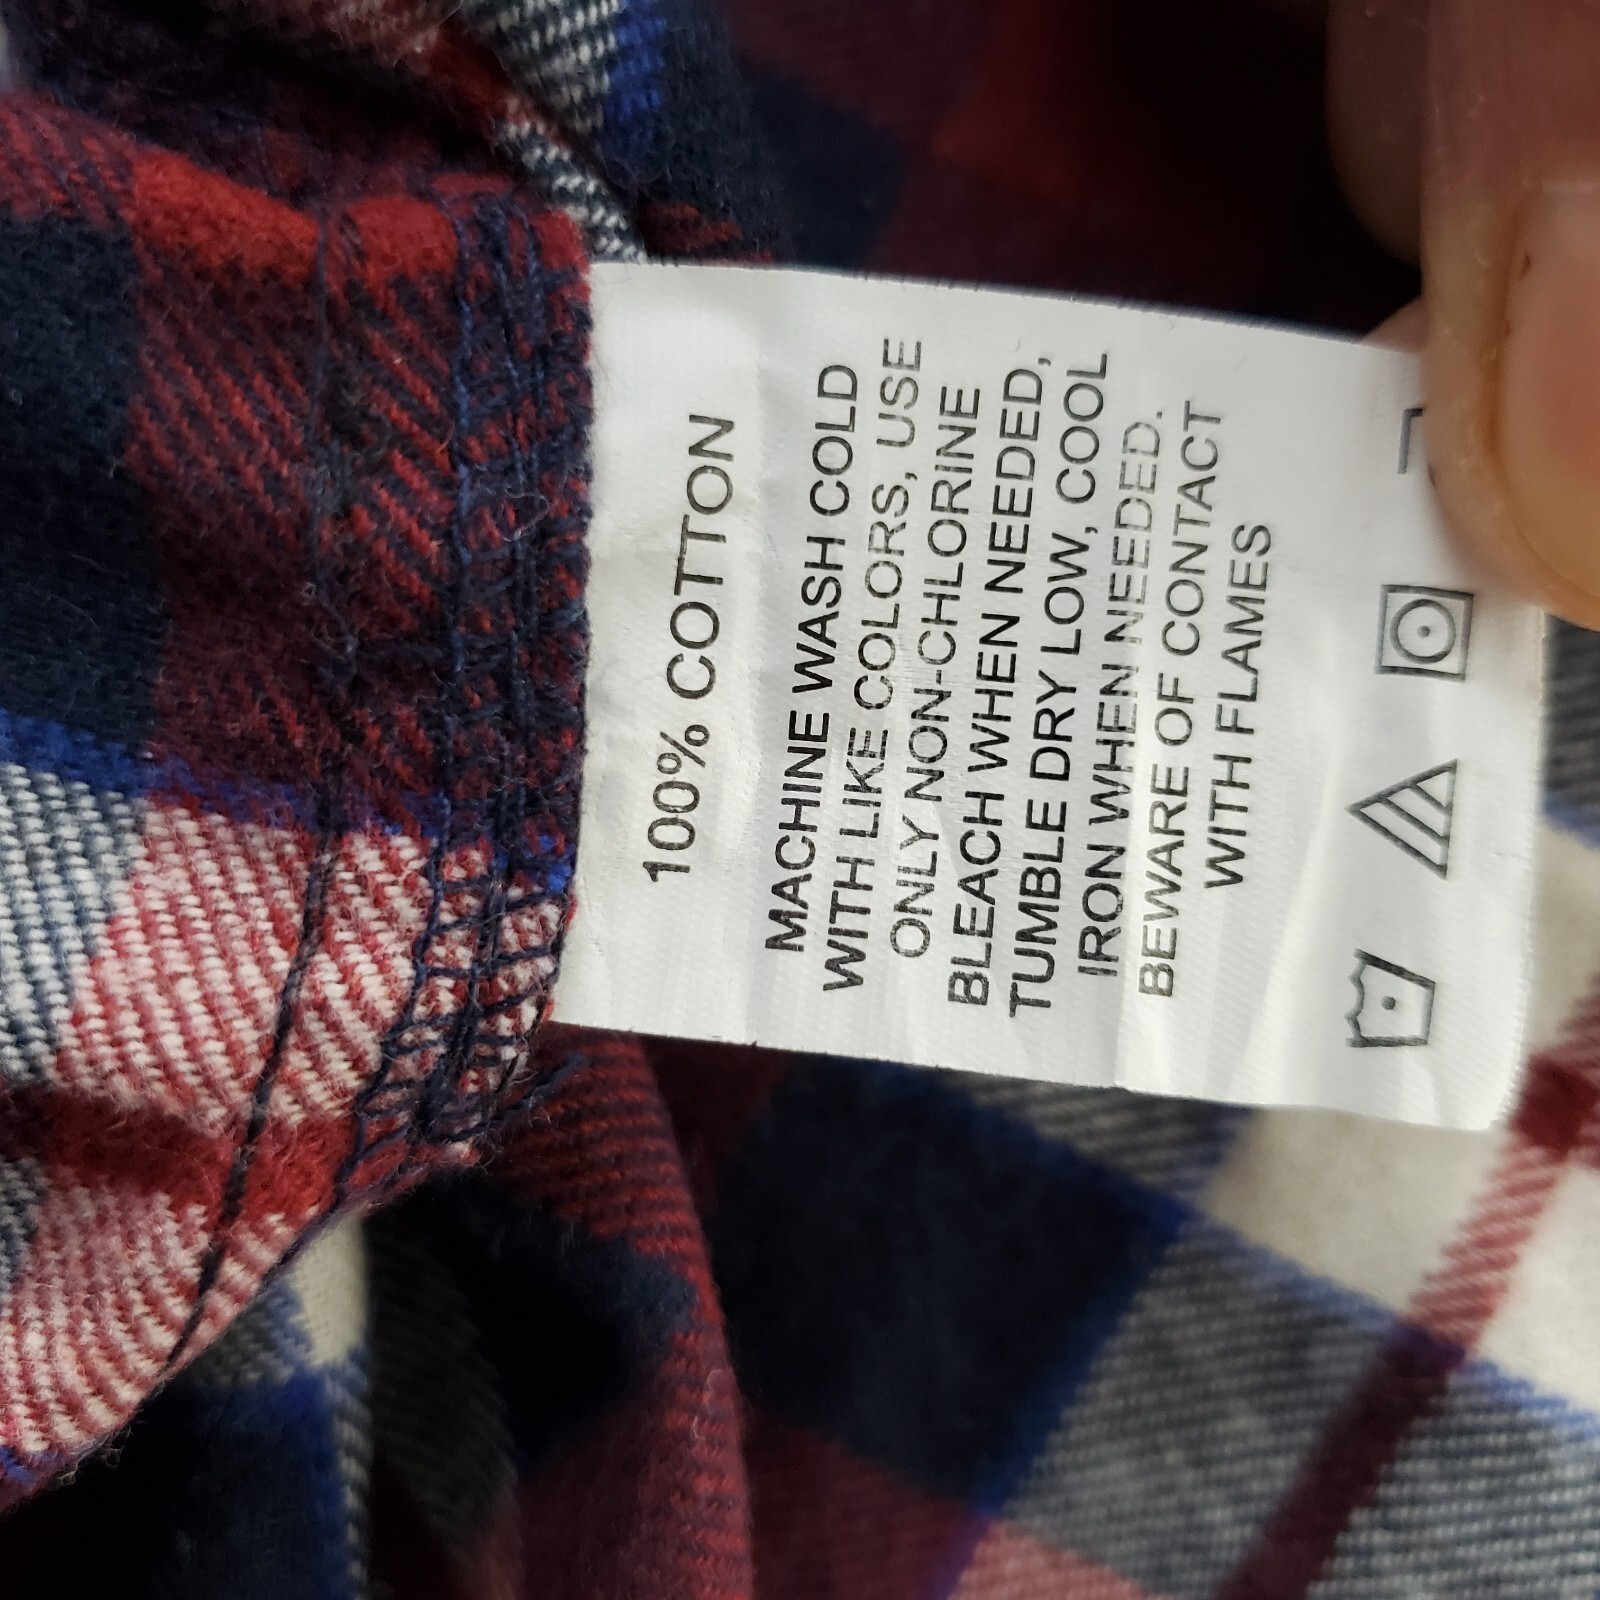 100% COTTON
MACHINE WASH COLD
WITH LIKE COLORS, USE
ONLY NON-CHLORINE
BLEACH WHEN NEEDED,
TUMBLE DRY LOW, COOL
IRON WHEN NEEDED.
BEWARE OF CONTACT
WITH FLAMES